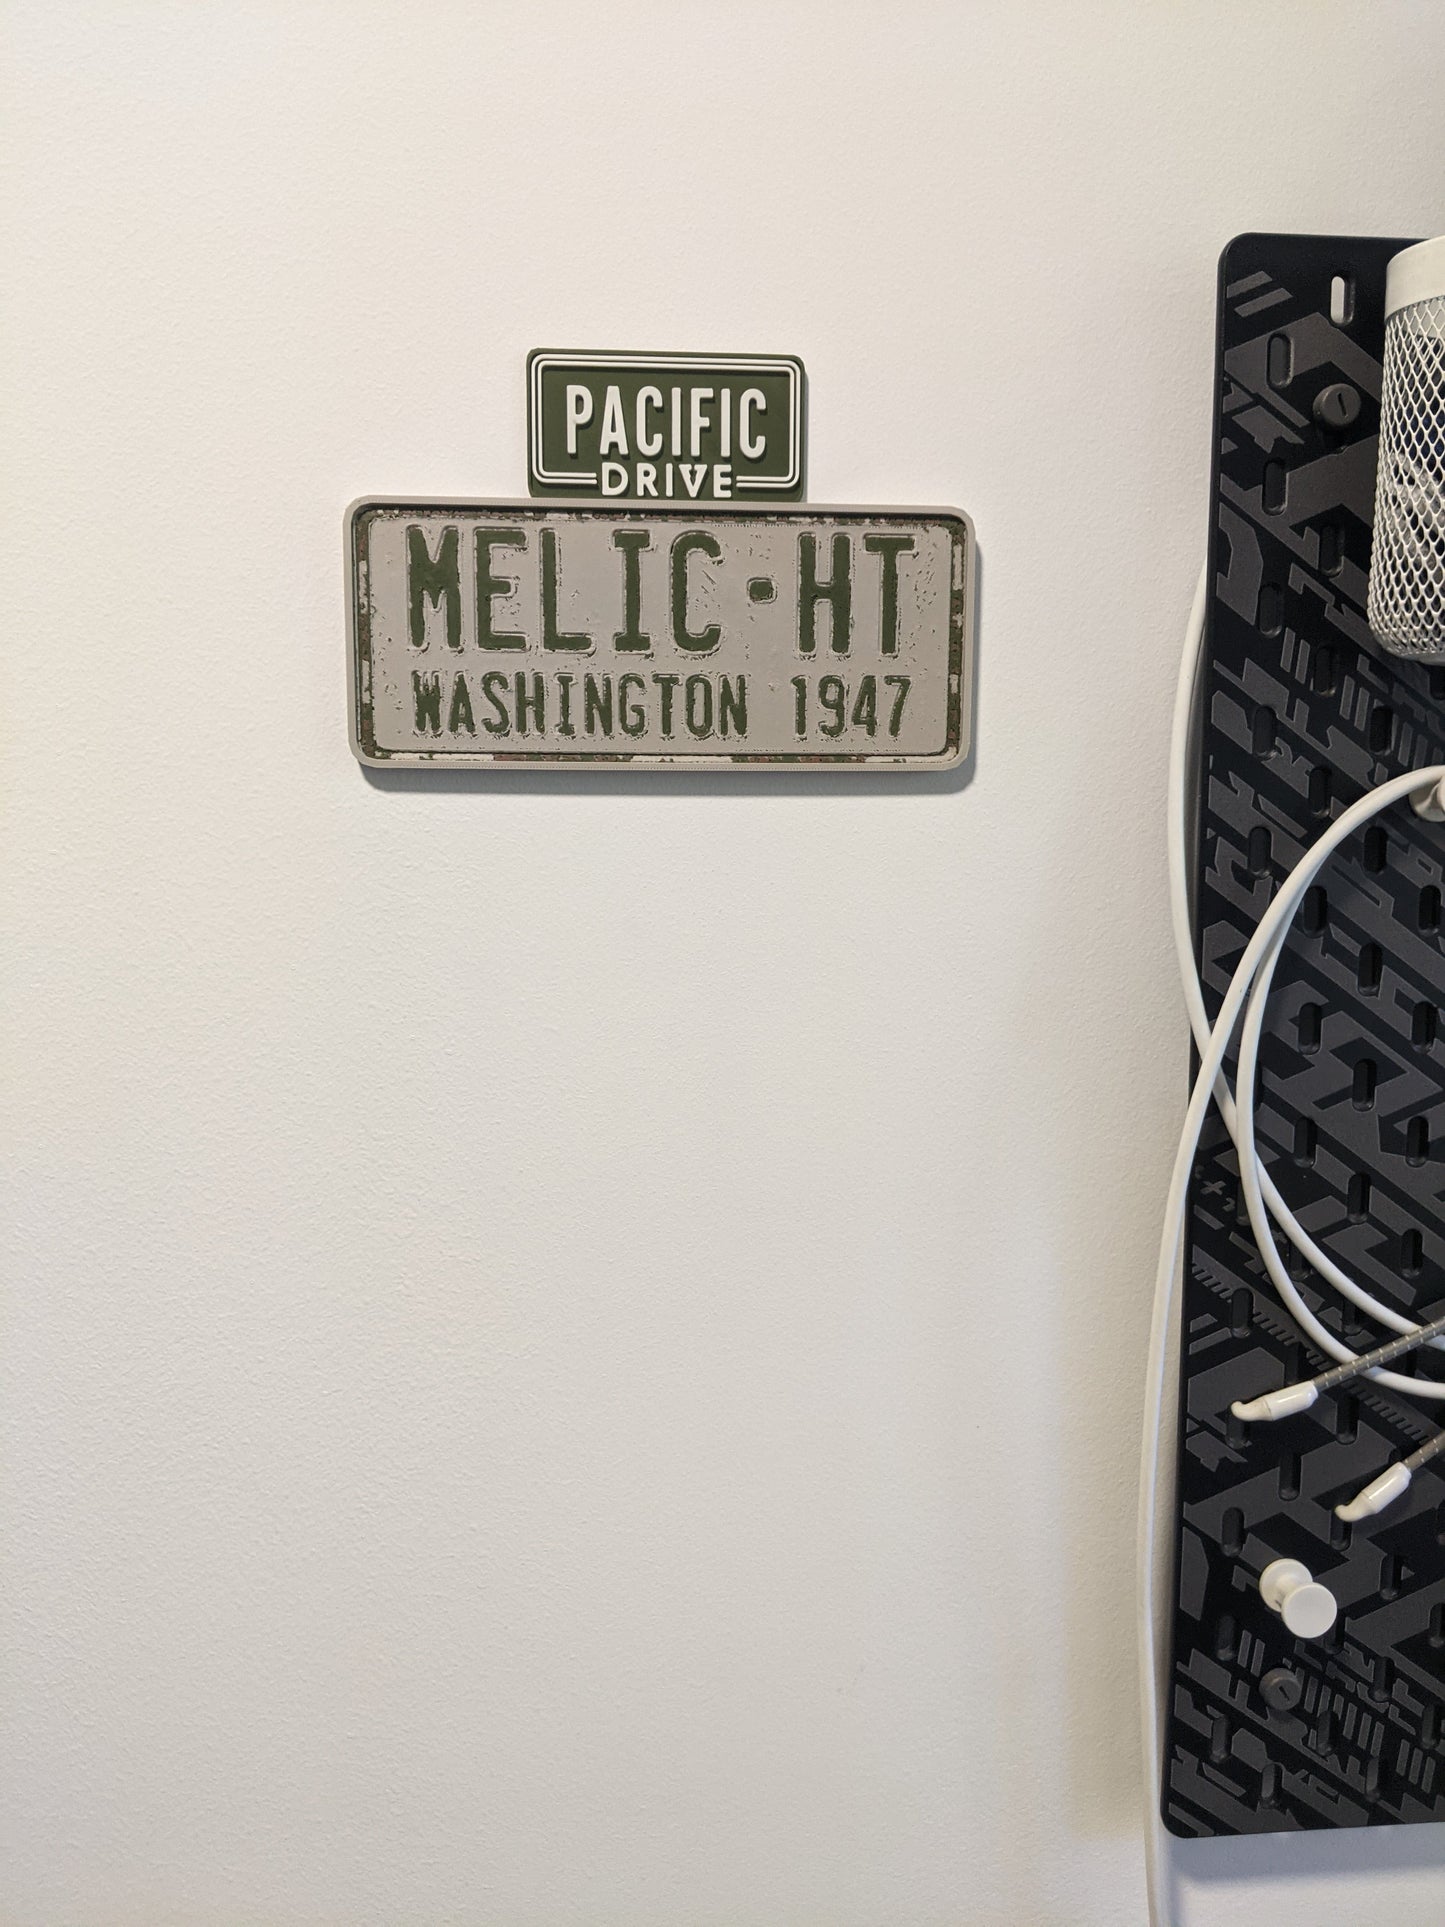 PACIFIC
DRIVE
MELIC·HT
WASHINGTON 1947